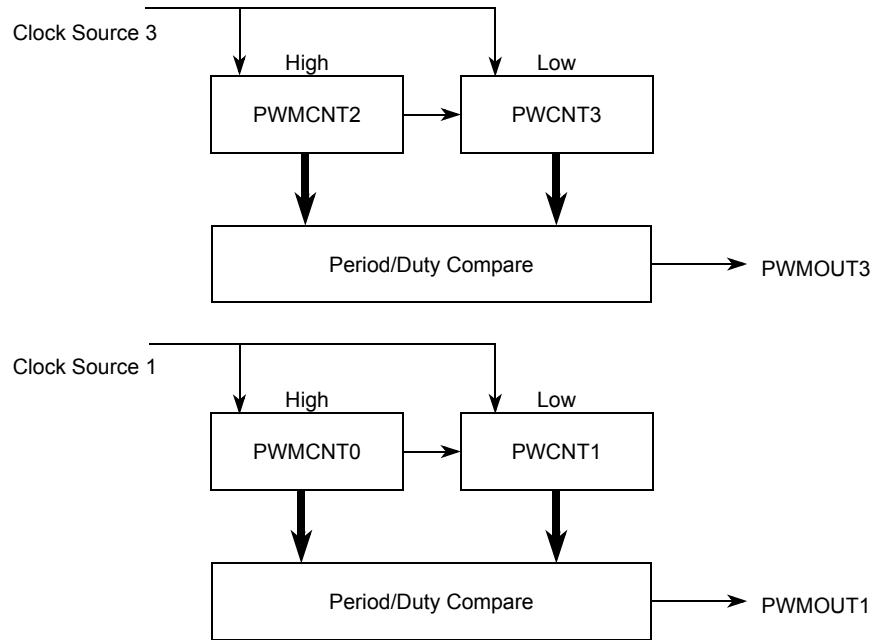 Clock Source 3
High
Low
PWMCNT2
PWCNT3
Period/Duty Compare
PWMOUT3
Clock Source 1
High
Low
PWMCNT0
PWCNT1
Period/Duty Compare
PWMOUT1